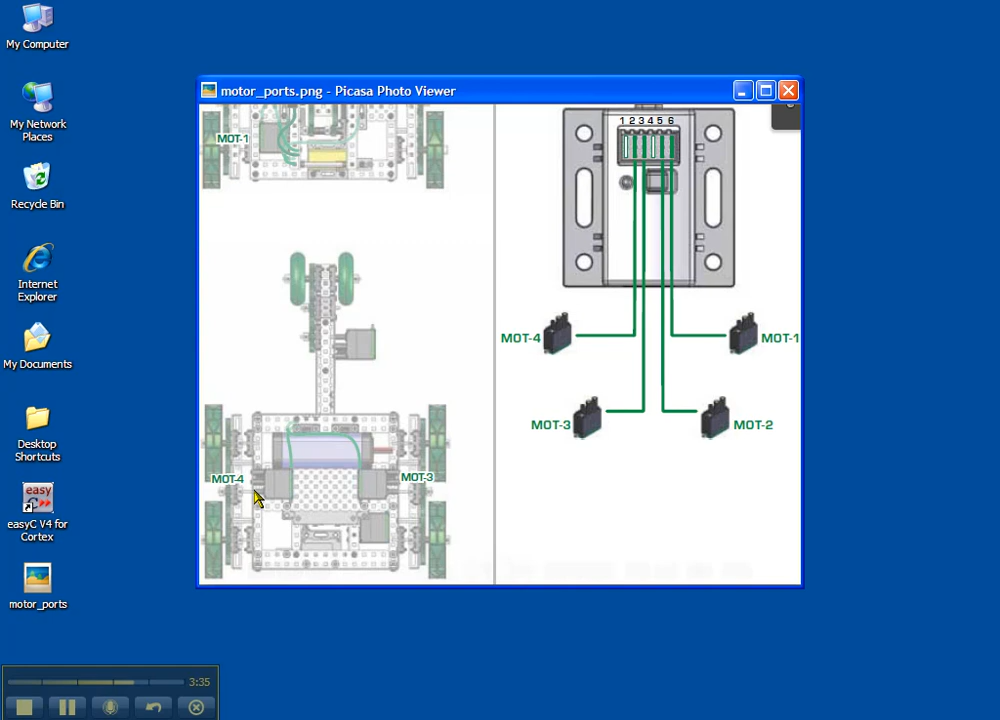 My Computer
My Network
Places
Recycle Bin
Internet
Explorer
My Documents
Desktop
Shortcuts
easy
C
easyC V4 for
Cortex
motor_ports
motor_ports.png - Picasa Photo Viewer
MOT-1
MOT-4
MOT-3
1 2 3 4 5 6
MOT-4
MOT-1
MOT-3
MOT-2
3:35